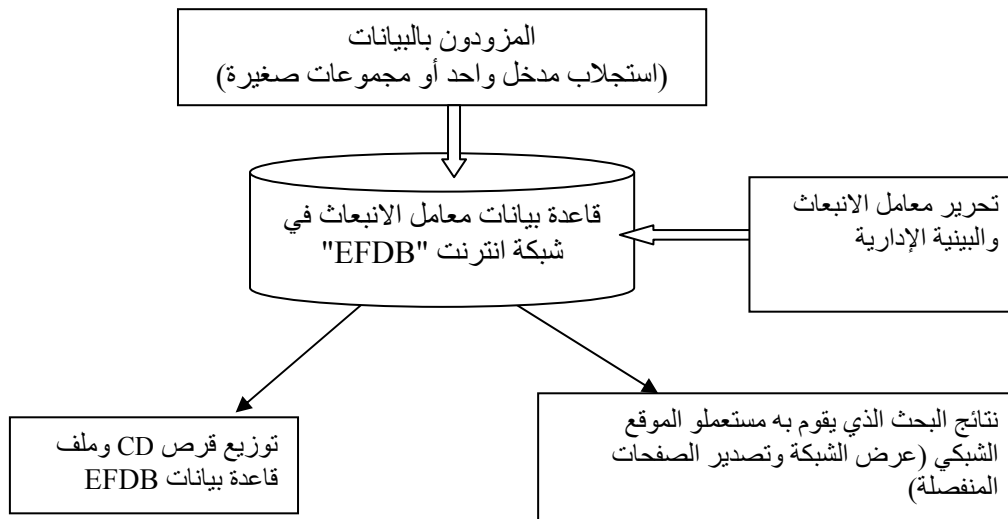 المزودون بالبيانات
(استجلاب مدخل واحد أو مجموعات صغيرة)
قاعدة بيانات معامل الانبعاث في
شبكة انترنت "EFDB"
تحرير معامل الانبعاث
والبينية الإدارية
توزيع قرص CD وملف
قاعدة بيانات EFDB
نتائج البحث الذي يقوم به مستعملو الموقع
الشبكي (عرض الشبكة وتصدير الصفحات
المنفصلة)